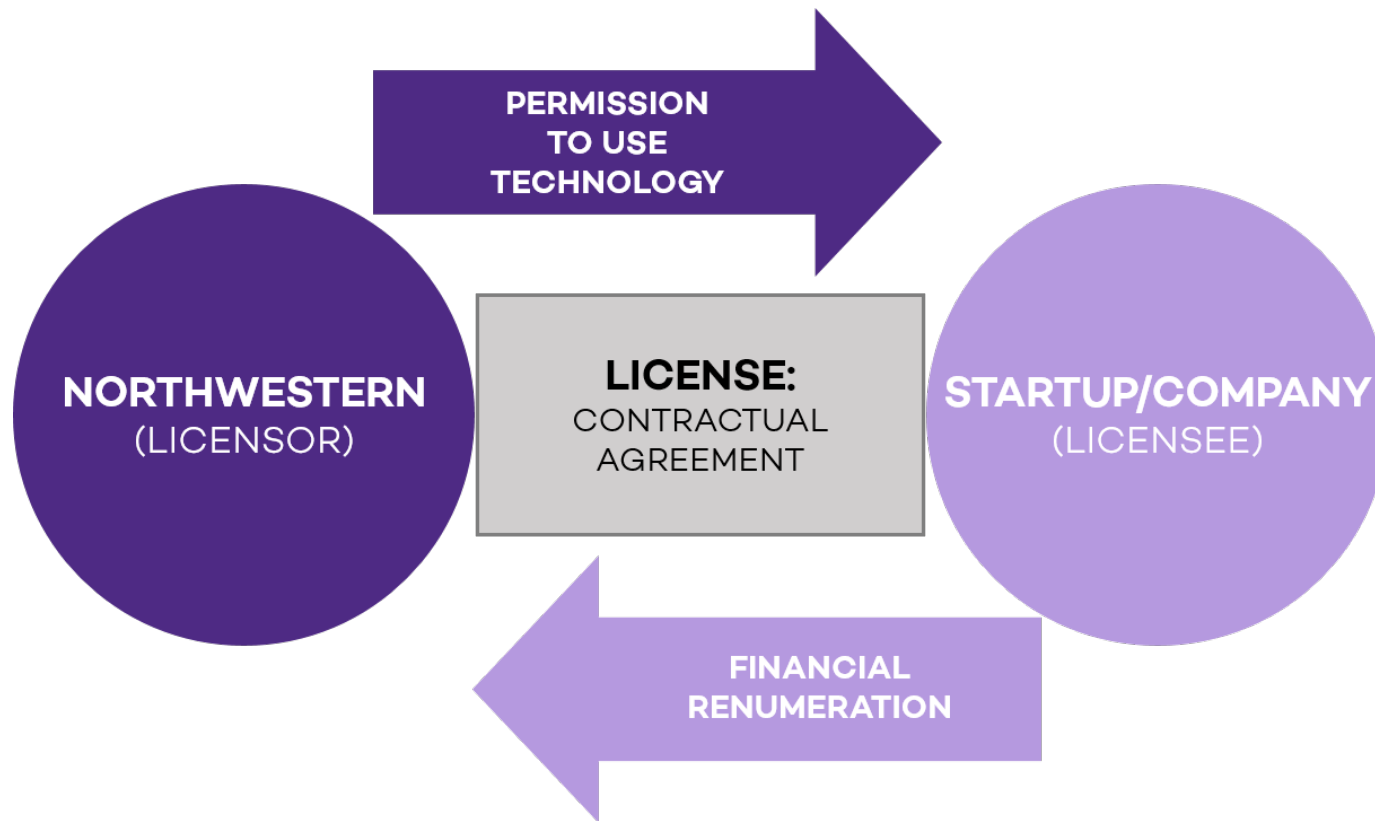 PERMISSION
TO USE
TECHNOLOGY
NORTHWESTERN
(LICENSOR)
LICENSE:
CONTRACTUAL
AGREEMENT
STARTUP/COMPANY
(LICENSEE)
FINANCIAL
RENUMERATION